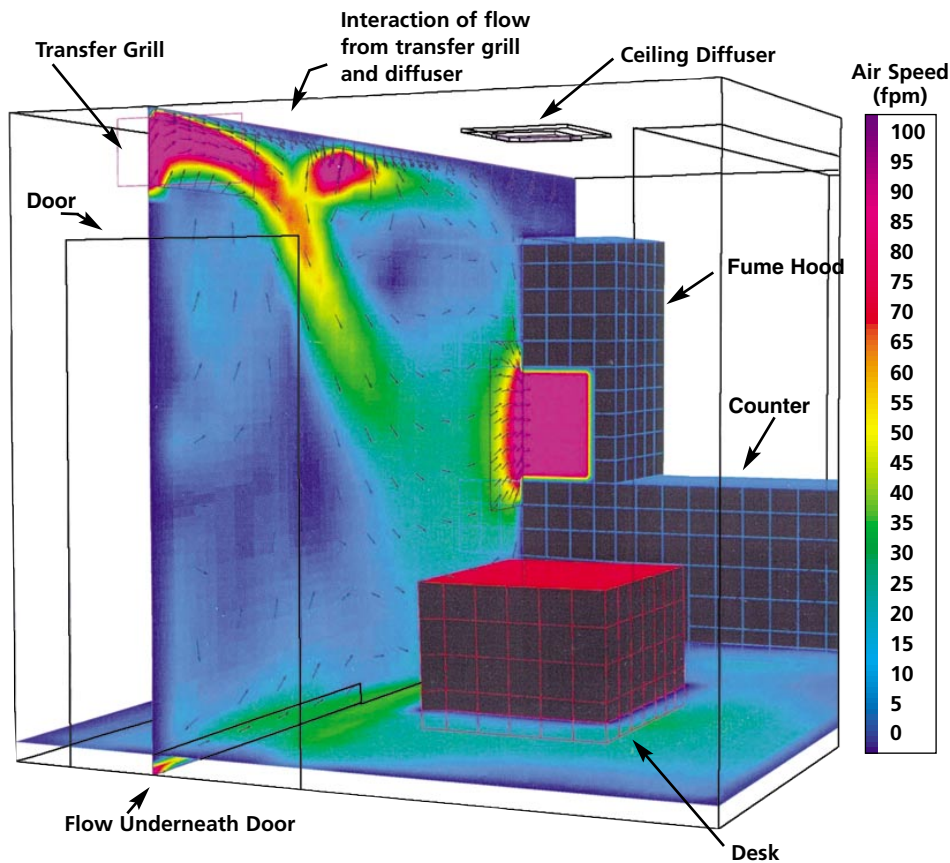 Interaction of flow
from transfer grill
and diffuser
Transfer Grill
Ceiling Diffuser
Air Speed
(fpm)
100
95
90
85
80
75
70
65
60
55
50
45
40
35
30
25
20
15
10
5
0
Door
Fume Hood
Counter
Flow Underneath Door
Desk